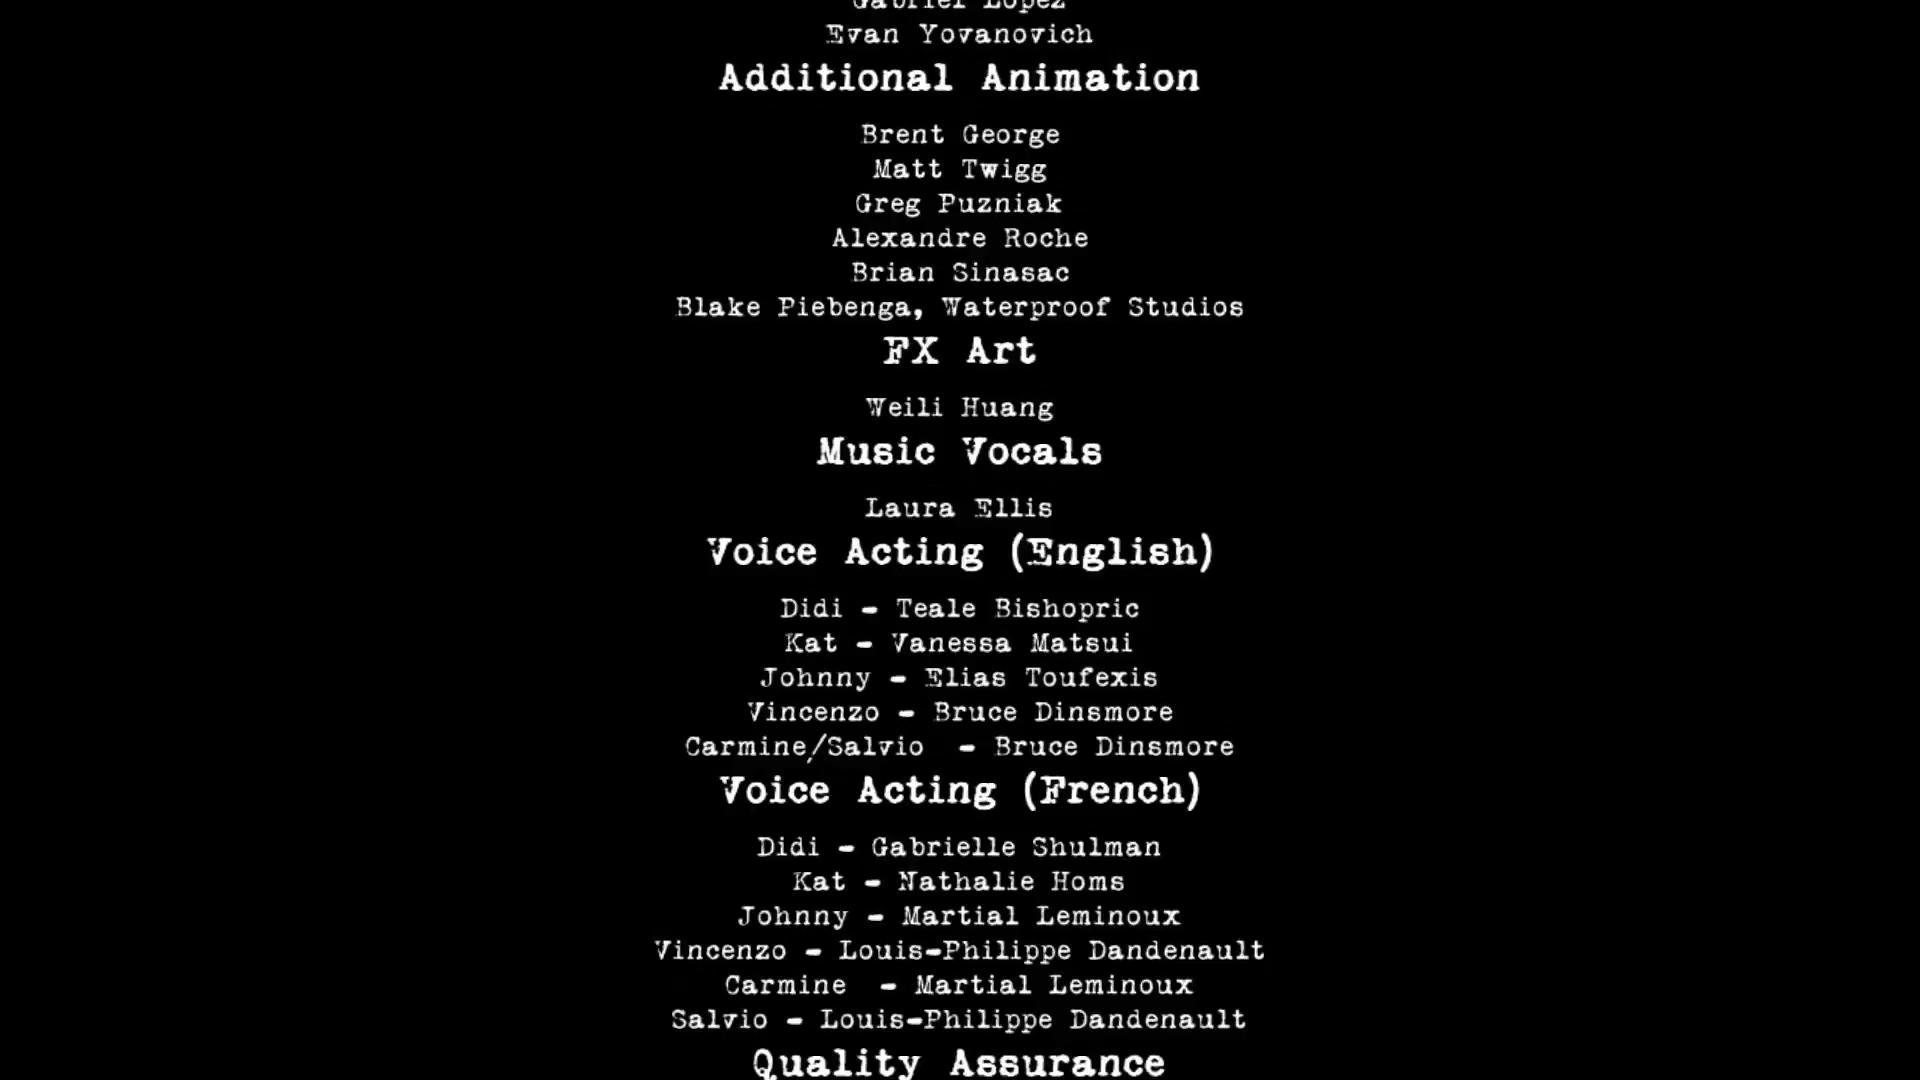 Gabriel Lopez
Evan Yovanovich
Additional Animation
Brent George
Matt Twigg
Greg Puzniak
Alexandre Roche
Brian Sinasac
Blake Piebenga, Waterproof Studios
FX Art
Weili Huang
Music Vocals
Laura Ellis
Voice Acting (English)
Didi - Teale Bishopric
Kat - Vanessa Matsui
Johnny - Elias Toufexis
Vincenzo - Bruce Dinsmore
Carmine/Salvio  - Bruce Dinsmore
Voice Acting (French)
Didi - Gabrielle Shulman
Kat - Nathalie Homs
Johnny - Martial Leminoux
Vincenzo - Louis-Philippe Dandenault
Carmine  - Martial Leminoux
Salvio - Louis-Philippe Dandenault
Quality Assurance